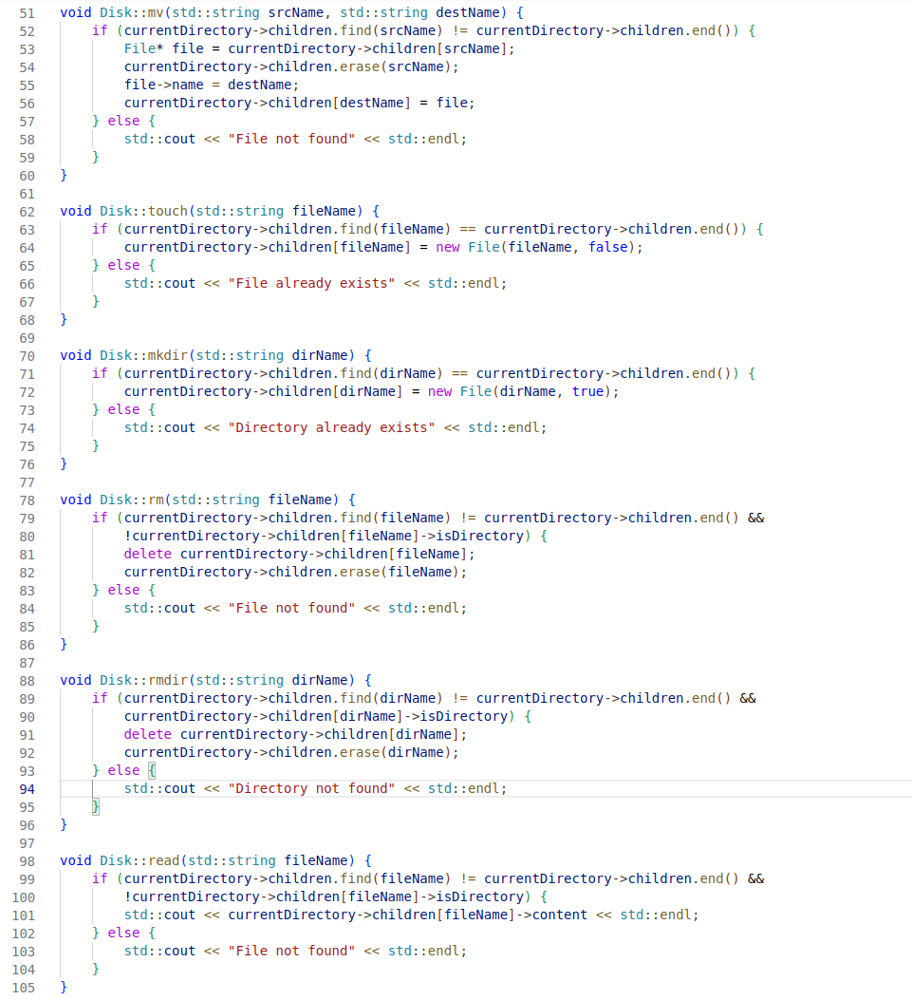 51 void Disk::mv(std::string srcName, std::string destName) {
52     if (currentDirectory->children.find(srcName) != currentDirectory->children.end()) {
53         File* file = currentDirectory->children[srcName];
54         currentDirectory->children.erase(srcName);
55         file->name = destName;
56         currentDirectory->children[destName] = file;
57     } else {
58         std::cout << "File not found" << std::endl;
59     }
60 }
61
62 void Disk::touch(std::string fileName) {
63     if (currentDirectory->children.find(fileName) == currentDirectory->children.end()) {
64         currentDirectory->children[fileName] = new File(fileName, false);
65     } else {
66         std::cout << "File already exists" << std::endl;
67     }
68 }
69
70 void Disk::mkdir(std::string dirName) {
71     if (currentDirectory->children.find(dirName) == currentDirectory->children.end()) {
72         currentDirectory->children[dirName] = new File(dirName, true);
73     } else {
74         std::cout << "Directory already exists" << std::endl;
75     }
76 }
77
78 void Disk::rm(std::string fileName) {
79     if (currentDirectory->children.find(fileName) != currentDirectory->children.end() &&
80         !currentDirectory->children[fileName]->isDirectory) {
81         delete currentDirectory->children[fileName];
82         currentDirectory->children.erase(fileName);
83     } else {
84         std::cout << "File not found" << std::endl;
85     }
86 }
87
88 void Disk::rmdir(std::string dirName) {
89     if (currentDirectory->children.find(dirName) != currentDirectory->children.end() &&
90         currentDirectory->children[dirName]->isDirectory) {
91         delete currentDirectory->children[dirName];
92         currentDirectory->children.erase(dirName);
93     } else {
94         std::cout << "Directory not found" << std::endl;
95     }
96 }
97
98 void Disk::read(std::string fileName) {
99     if (currentDirectory->children.find(fileName) != currentDirectory->children.end() &&
100         !currentDirectory->children[fileName]->isDirectory) {
101         std::cout << currentDirectory->children[fileName]->content << std::endl;
102     } else {
103         std::cout << "File not found" << std::endl;
104     }
105 }